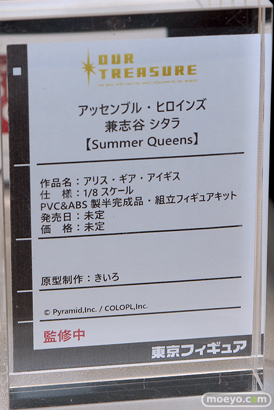 OUR
TREASURE
アッセンブル・ヒロインズ
兼志谷 シタラ
【Summer Queens】
作品名：アリス・ギア・アイギス
仕　様：1/8 スケール
PVC&ABS 製半完成品・組立フィギュアキット
発売日：未定
価　格：未定
原型制作：きいろ
© Pyramid,Inc. / COLOPL,Inc.
監修中
東京フィギュア
moeyo.com